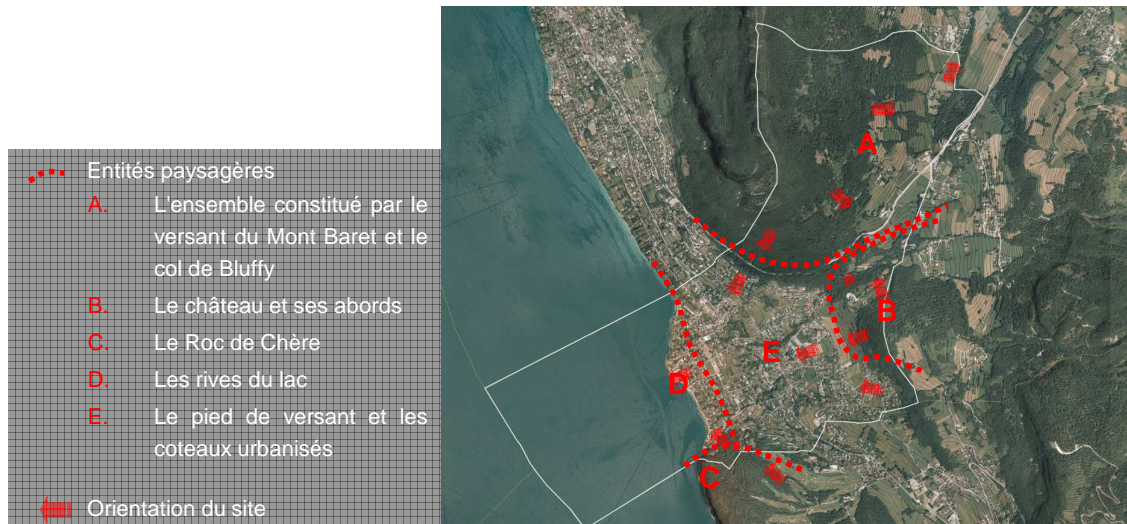 Entités paysagères
A. L'ensemble constitué par le
versant du Mont Baret et le
col de Bluffy
B. Le château et ses abords
C. Le Roc de Chère
D. Les rives du lac
E. Le pied de versant et les
coteaux urbanisés
Orientation du site
A
B
E
D
C